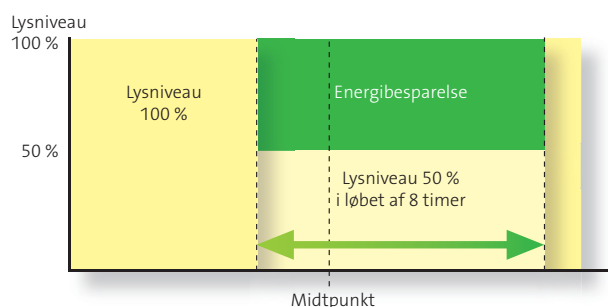 Lysniveau
100 %
Lysniveau
100 %
Energibesparelse
50 %
Lysniveau 50 %
i løbet af 8 timer
Midtpunkt